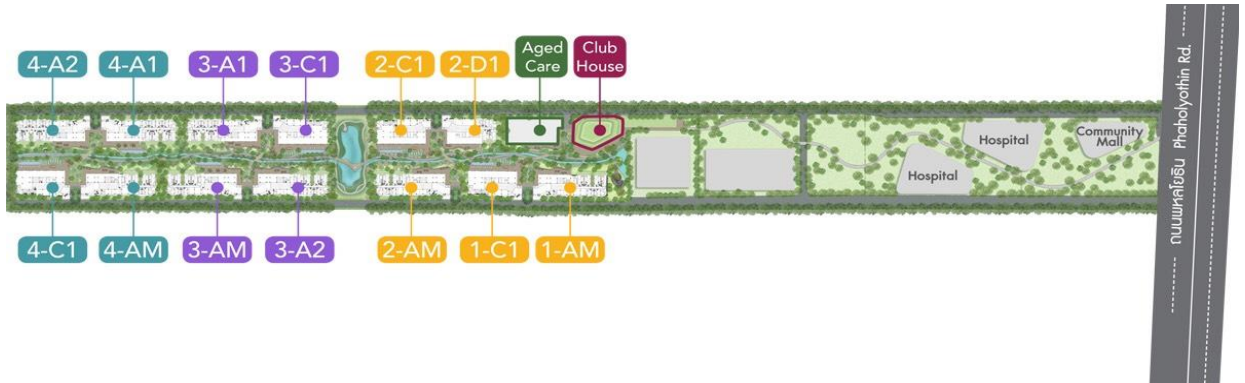 4-A2
4-A1
3-A1
3-C1
2-C1
2-D1
Aged
Care
Club
House
Hospital
Community
Mall
Hospital
4-C1
4-AM
3-AM
3-A2
2-AM
1-C1
1-AM
ถนนพหลโยธิน Phaholyothin Rd.